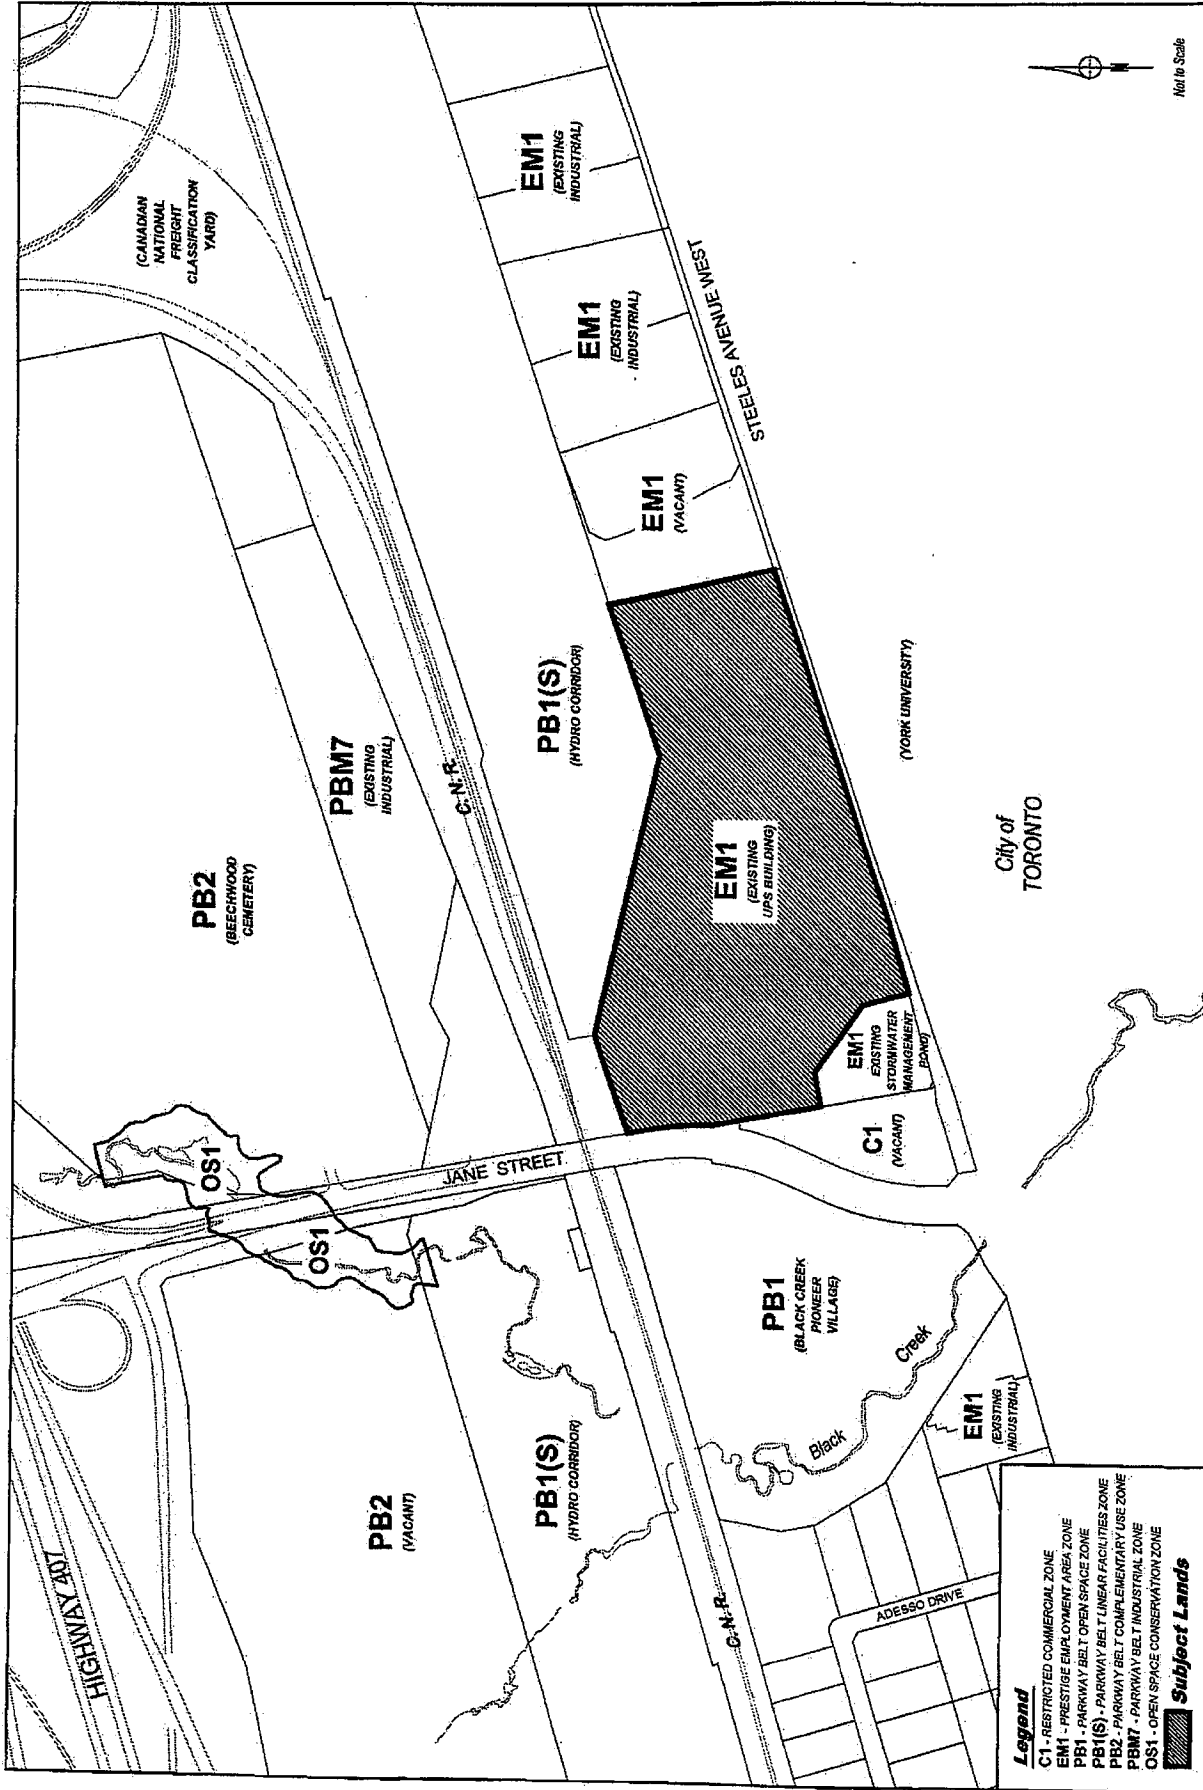 HIGHWAY 407
(CANADIAN
NATIONAL
FREIGHT
CLASSIFICATION
YARD)
PB2
(BEECHWOOD
CEMETERY)
OS1
OS1
PBM7
(EXISTING
INDUSTRIAL)
C.N.R.
JANE STREET
PB2
(VACANT)
PB1(S)
(HYDRO CORRIDOR)
PB1(S)
(HYDRO CORRIDOR)
EM1
(EXISTING
INDUSTRIAL)
EM1
(EXISTING
INDUSTRIAL)
EM1
(VACANT)
STEELES AVENUE WEST
EM1
(EXISTING
UPS BUILDING)
EM1
EXISTING
STORMWATER
MANAGEMENT
POND)
C1
(VACANT)
PB1
(BLACK CREEK
PIONEER
VILLAGE)
Black
Creek
C.N.R.
EM1
(EXISTING
INDUSTRIAL)
ADESSO DRIVE
(YORK UNIVERSITY)
City of
TORONTO
N
Not to Scale
Legend
C1 - RESTRICTED COMMERCIAL ZONE
EM1 - PRESTIGE EMPLOYMENT AREA ZONE
PB1 - PARKWAY BELT OPEN SPACE ZONE
PB1(S) - PARKWAY BELT LINEAR FACILITIES ZONE
PB2 - PARKWAY BELT COMPLEMENTARY USE ZONE
PBM7 - PARKWAY BELT INDUSTRIAL ZONE
OS1 - OPEN SPACE CONSERVATION ZONE
Subject Lands